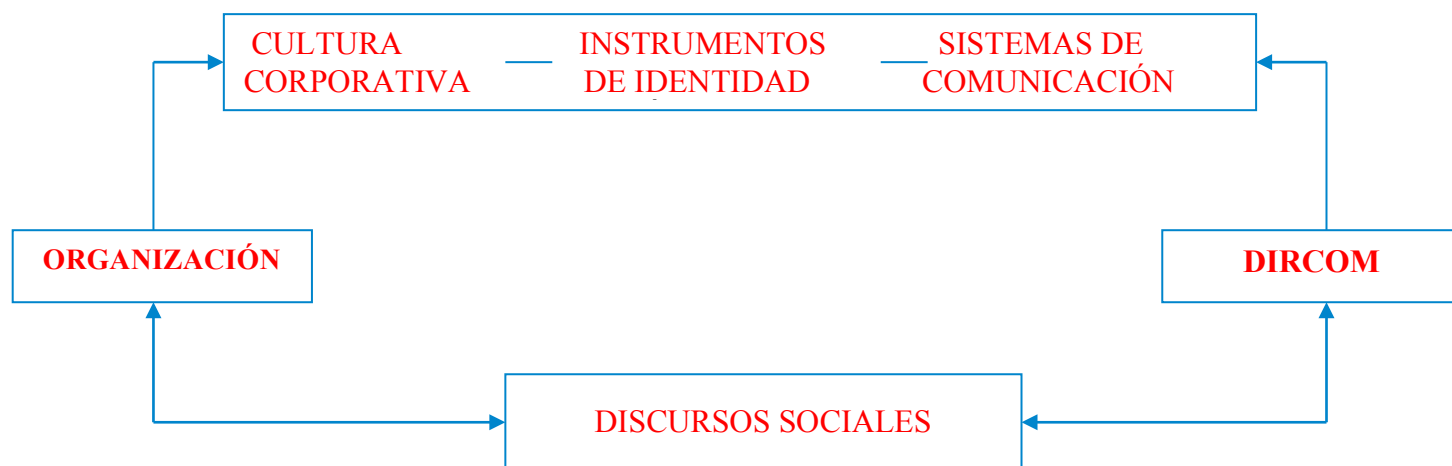 CULTURA CORPORATIVA
INSTRUMENTOS DE IDENTIDAD
SISTEMAS DE COMUNICACIÓN
ORGANIZACIÓN
DIRCOM
DISCURSOS SOCIALES